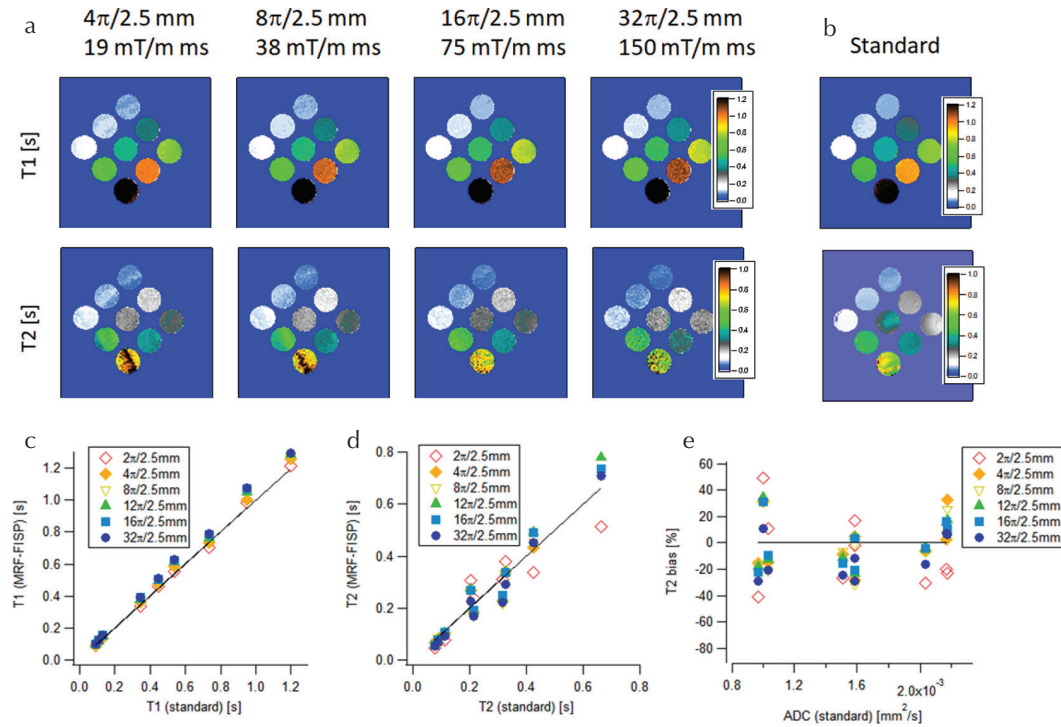 a
4π/2.5 mm 8π/2.5 mm 16π/2.5 mm 32π/2.5 mm
19 mT/m ms 38 mT/m ms 75 mT/m ms 150 mT/m ms
b
Standard
T1 [s]
1.2
1.0
0.8
0.6
0.4
0.2
0.0
1.2
1.0
0.8
0.6
0.4
0.2
0.0
T2 [s]
1.0
0.8
0.6
0.4
0.2
0.0
1.0
0.8
0.6
0.4
0.2
0.0
c
T1 (MRF-FISP) [s]
1.2
1.0
0.8
0.6
0.4
0.2
0.0
2π/2.5mm
4π/2.5mm
8π/2.5mm
12π/2.5mm
16π/2.5mm
32π/2.5mm
0.0 0.2 0.4 0.6 0.8 1.0 1.2
T1 (standard) [s]
d
T2 (MRF-FISP) [s]
0.8
0.6
0.4
0.2
0.0
2π/2.5mm
4π/2.5mm
8π/2.5mm
12π/2.5mm
16π/2.5mm
32π/2.5mm
0.0 0.2 0.4 0.6 0.8
T2 (standard) [s]
e
T2 bias [%]
60
40
20
0
-20
-40
-60
-80
2π/2.5mm
4π/2.5mm
8π/2.5mm
12π/2.5mm
16π/2.5mm
32π/2.5mm
0.8 1.2 1.6 2.0x10⁻³
ADC (standard) [mm²/s]